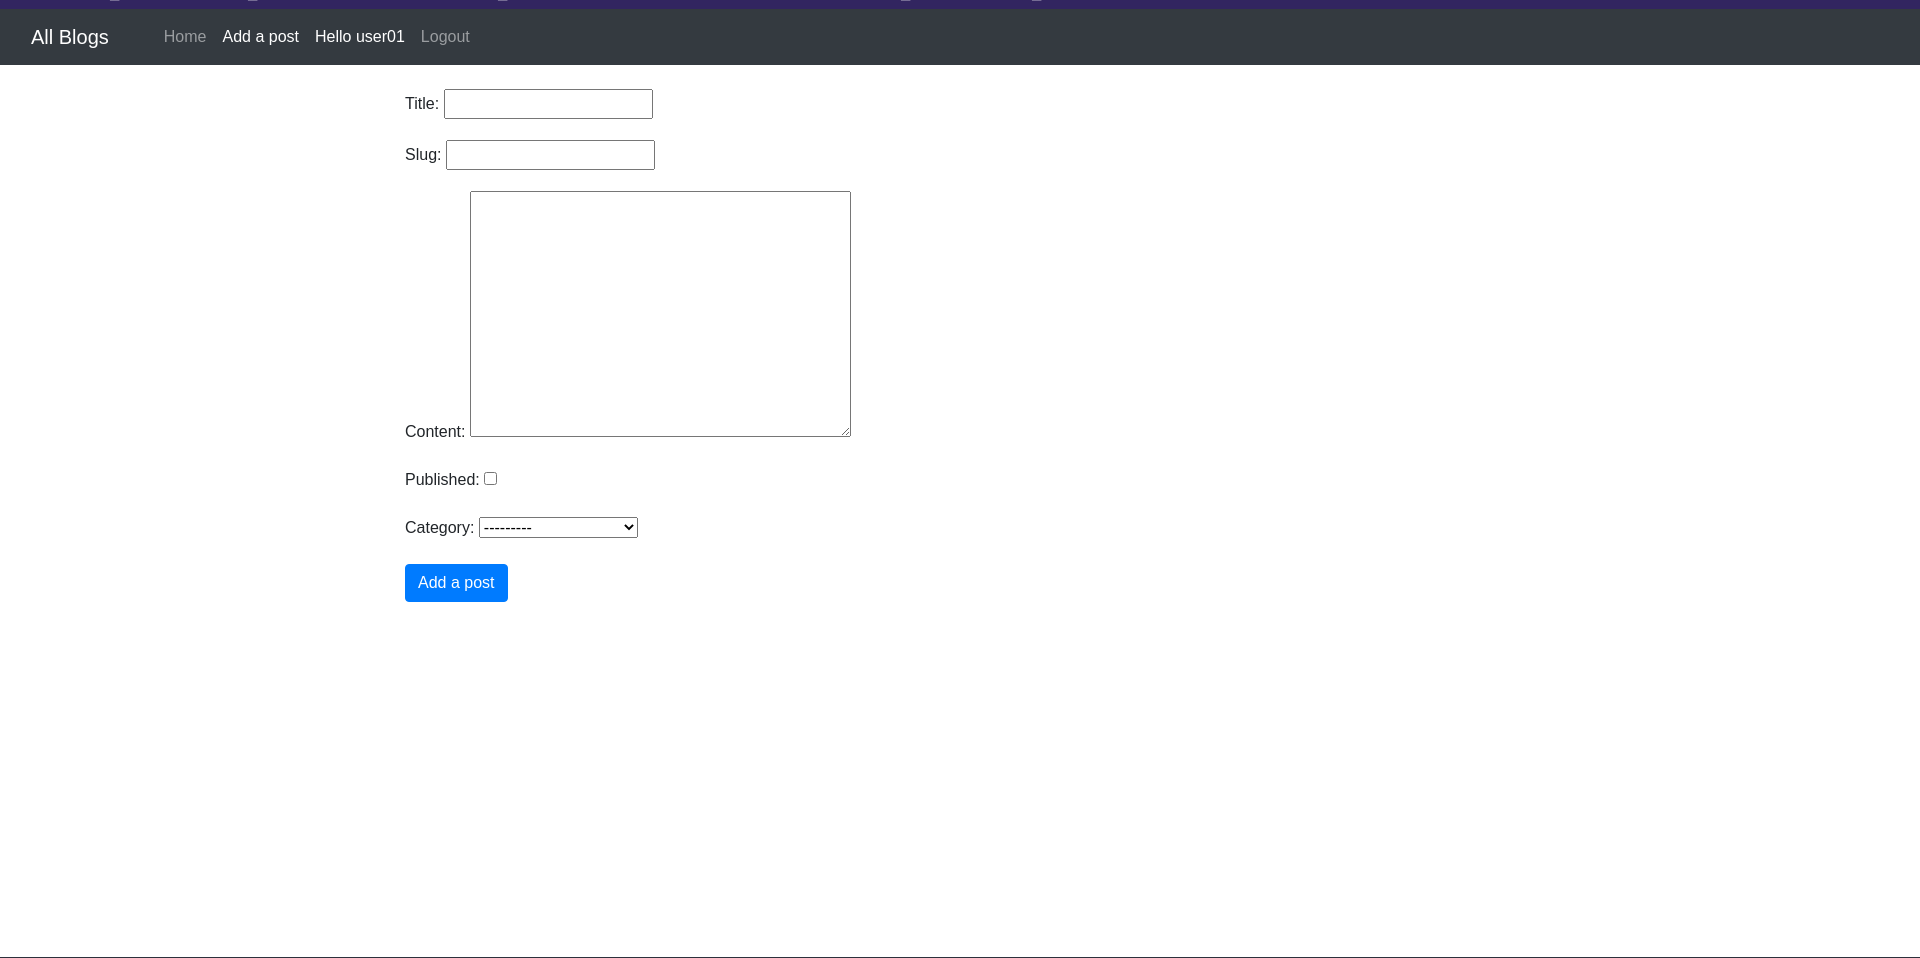 All Blogs Home Add a post Hello user01 Logout
Title:
Slug:
Content:
Published:
Category: ---------
Add a post